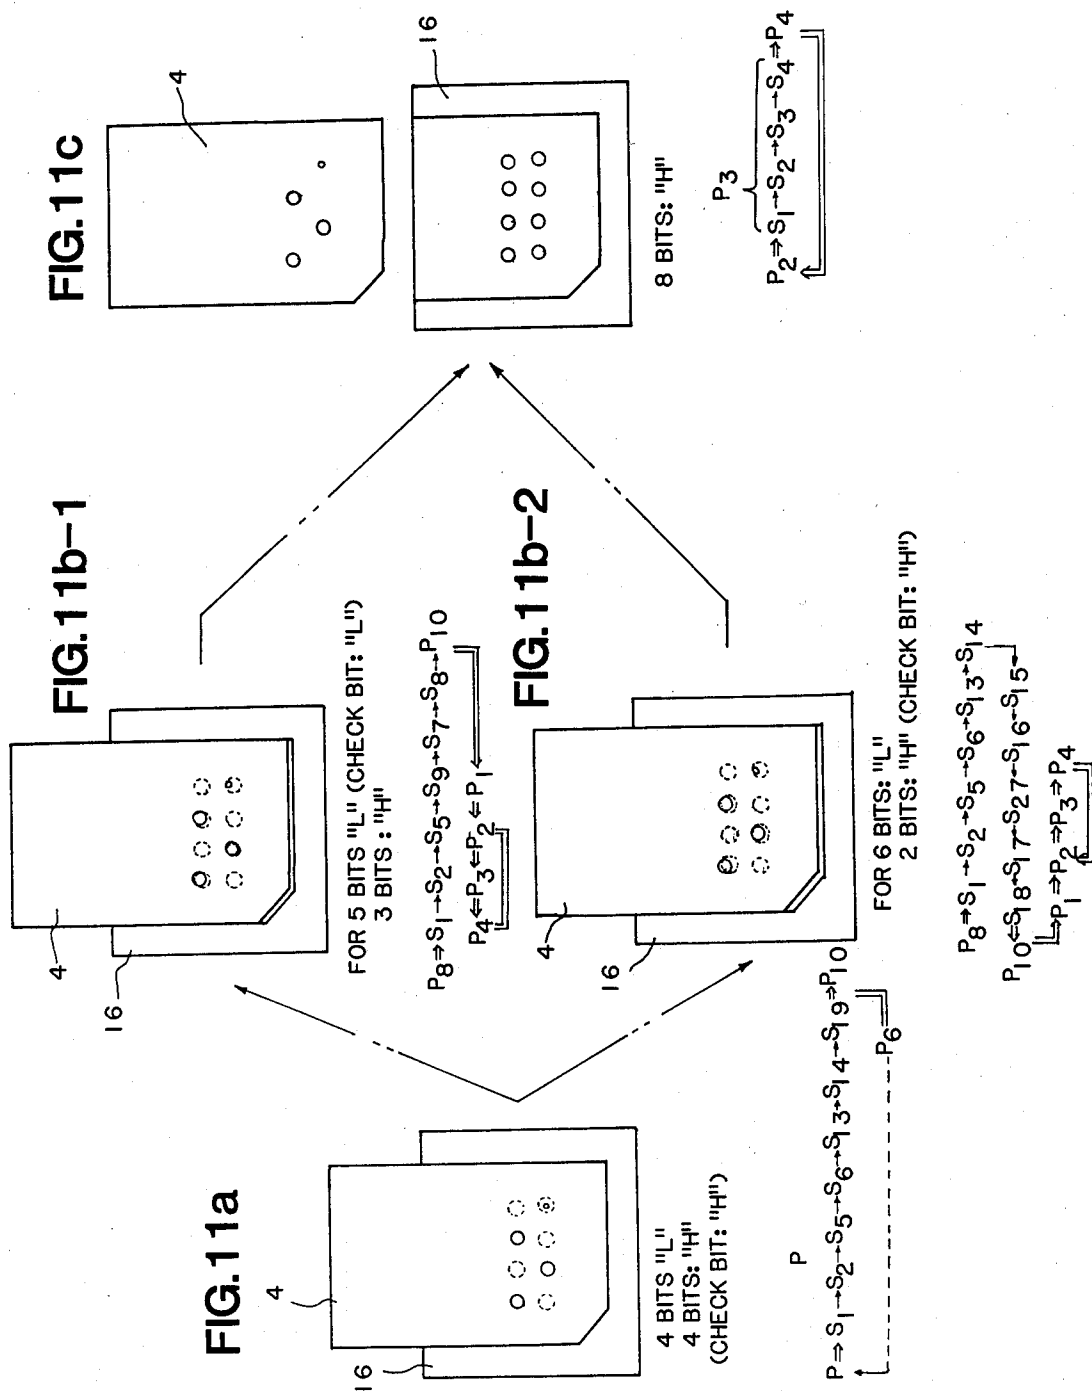 FIG.11a
4
16
4 BITS "L"
4 BITS: "H"
(CHECK BIT: "H")
P
P⇒S1→S2→S5→S6→S13→S14→S19⇒P10
P6
FIG.11b-1
4
16
FOR 5 BITS "L" (CHECK BIT: "L")
3 BITS : "H"
P8⇒S1→S2→S5→S9→S7→S8→P10
P4⇐P3⇐P2⇐P1
FIG.11b-2
4
16
FOR 6 BITS: "L"
2 BITS: "H" (CHECK BIT: "H")
P8⇒S1→S2→S5→S6→S13→S14
P10⇐S18←S17←S27←S16←S15
P1⇒P2⇒P3⇒P4
FIG.11c
4
16
8 BITS: "H"
P3
P2⇒S1→S2→S3→S4⇒P4